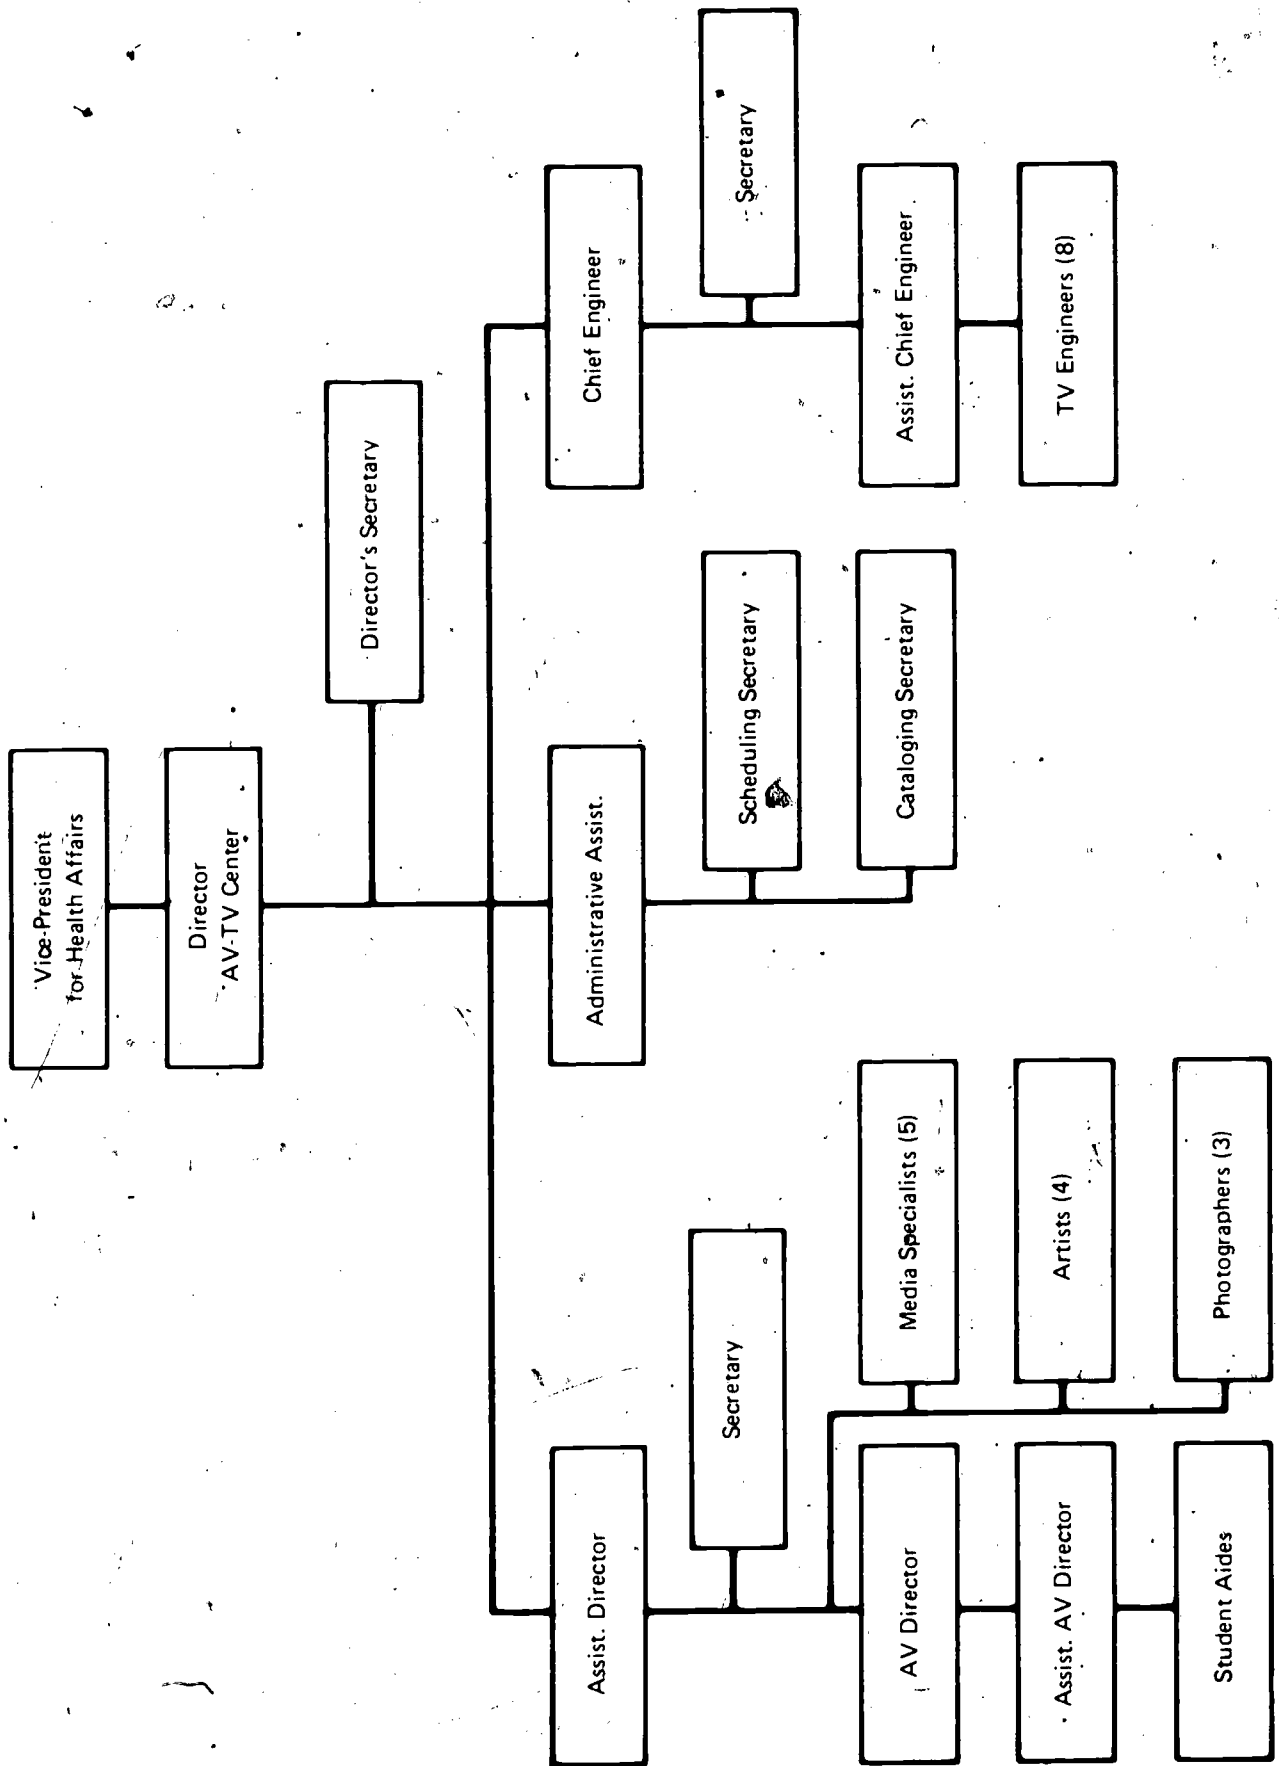 Vice-President
for Health Affairs
Director
AV-TV Center
Director's Secretary
Assist. Director
Administrative Assist.
Chief Engineer
Secretary
Scheduling Secretary
Secretary
AV Director
Media Specialists (5)
Cataloging Secretary
Assist. Chief Engineer
Assist. AV Director
Artists (4)
TV Engineers (8)
Student Aides
Photographers (3)